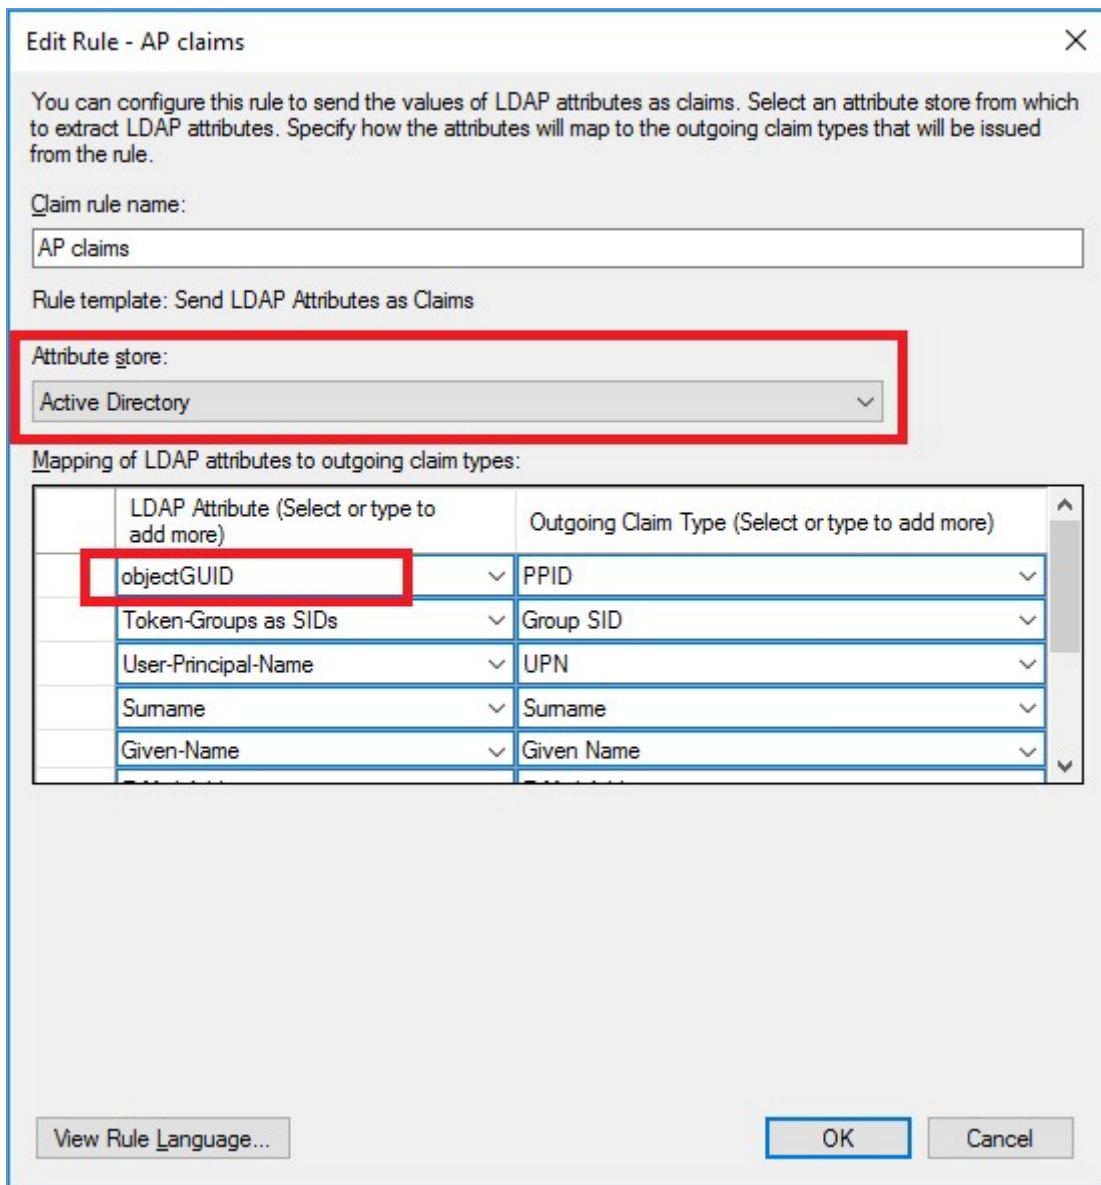 Edit Rule - AP claims
You can configure this rule to send the values of LDAP attributes as claims. Select an attribute store from which
to extract LDAP attributes. Specify how the attributes will map to the outgoing claim types that will be issued
from the rule.
Claim rule name:
AP claims
Rule template: Send LDAP Attributes as Claims
Attribute store:
Active Directory
Mapping of LDAP attributes to outgoing claim types:
LDAP Attribute (Select or type to
add more)
Outgoing Claim Type (Select or type to add more)
objectGUID PPID
Token-Groups as SIDs Group SID
User-Principal-Name UPN
Surname Surname
Given-Name Given Name
View Rule Language... OK Cancel